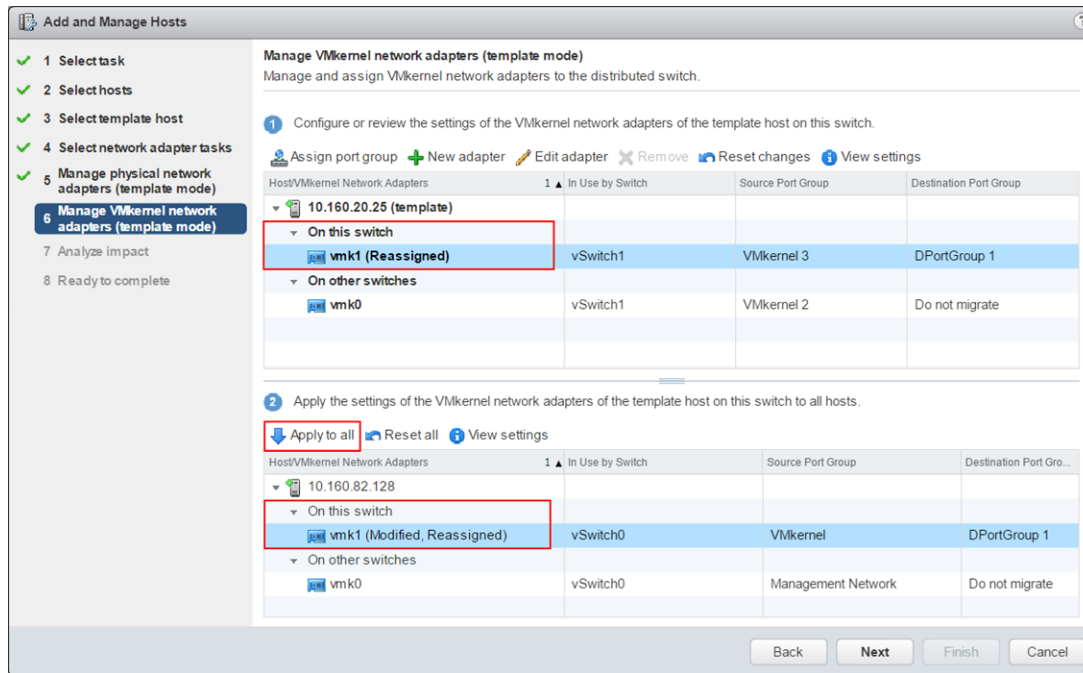 Add and Manage Hosts
?
1 Select task
2 Select hosts
3 Select template host
4 Select network adapter tasks
5 Manage physical network
adapters (template mode)
6 Manage VMkernel network
adapters (template mode)
7 Analyze impact
8 Ready to complete
Manage VMkernel network adapters (template mode)
Manage and assign VMkernel network adapters to the distributed switch.
1 Configure or review the settings of the VMkernel network adapters of the template host on this switch.
Assign port group New adapter Edit adapter Remove Reset changes View settings
Host/VMkernel Network Adapters 1 ▲ In Use by Switch Source Port Group Destination Port Group
10.160.20.25 (template)
On this switch
vmk1 (Reassigned) vSwitch1 VMkernel 3 DPortGroup 1
On other switches
vmk0 vSwitch1 VMkernel 2 Do not migrate
2 Apply the settings of the VMkernel network adapters of the template host on this switch to all hosts.
Apply to all Reset all View settings
Host/VMkernel Network Adapters 1 ▲ In Use by Switch Source Port Group Destination Port Gro...
10.160.82.128
On this switch
vmk1 (Modified, Reassigned) vSwitch0 VMkernel DPortGroup 1
On other switches
vmk0 vSwitch0 Management Network Do not migrate
Back Next Finish Cancel